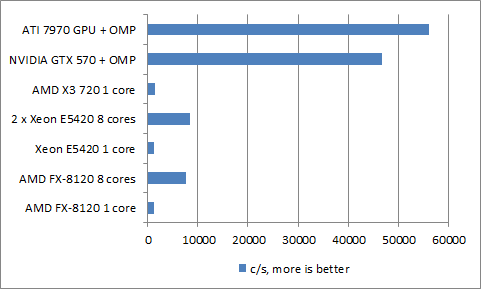 ATI 7970 GPU + OMP
NVIDIA GTX 570 + OMP
AMD X3 720 1 core
2 x Xeon E5420 8 cores
Xeon E5420 1 core
AMD FX-8120 8 cores
AMD FX-8120 1 core
0 10000 20000 30000 40000 50000 60000
c/s, more is better